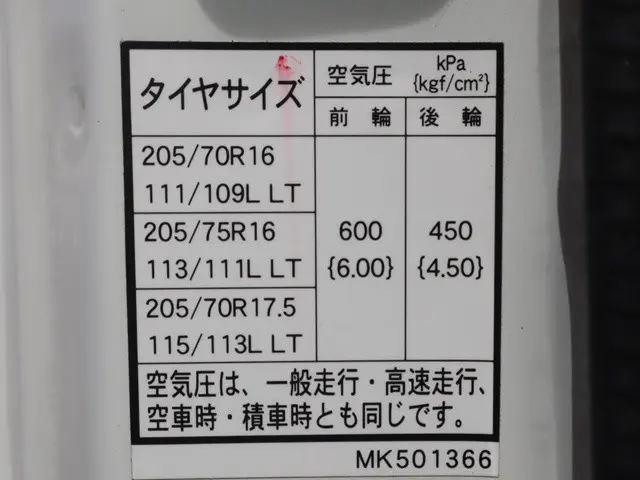 タイヤサイズ 空気圧 kPa
{kgf/cm²}
前輪 後輪
205/70R16
111/109L LT
205/75R16 600 450
113/111L LT {6.00} {4.50}
205/70R17.5
115/113L LT
空気圧は、一般走行・高速走行、
空車時・積車時とも同じです。
MK501366